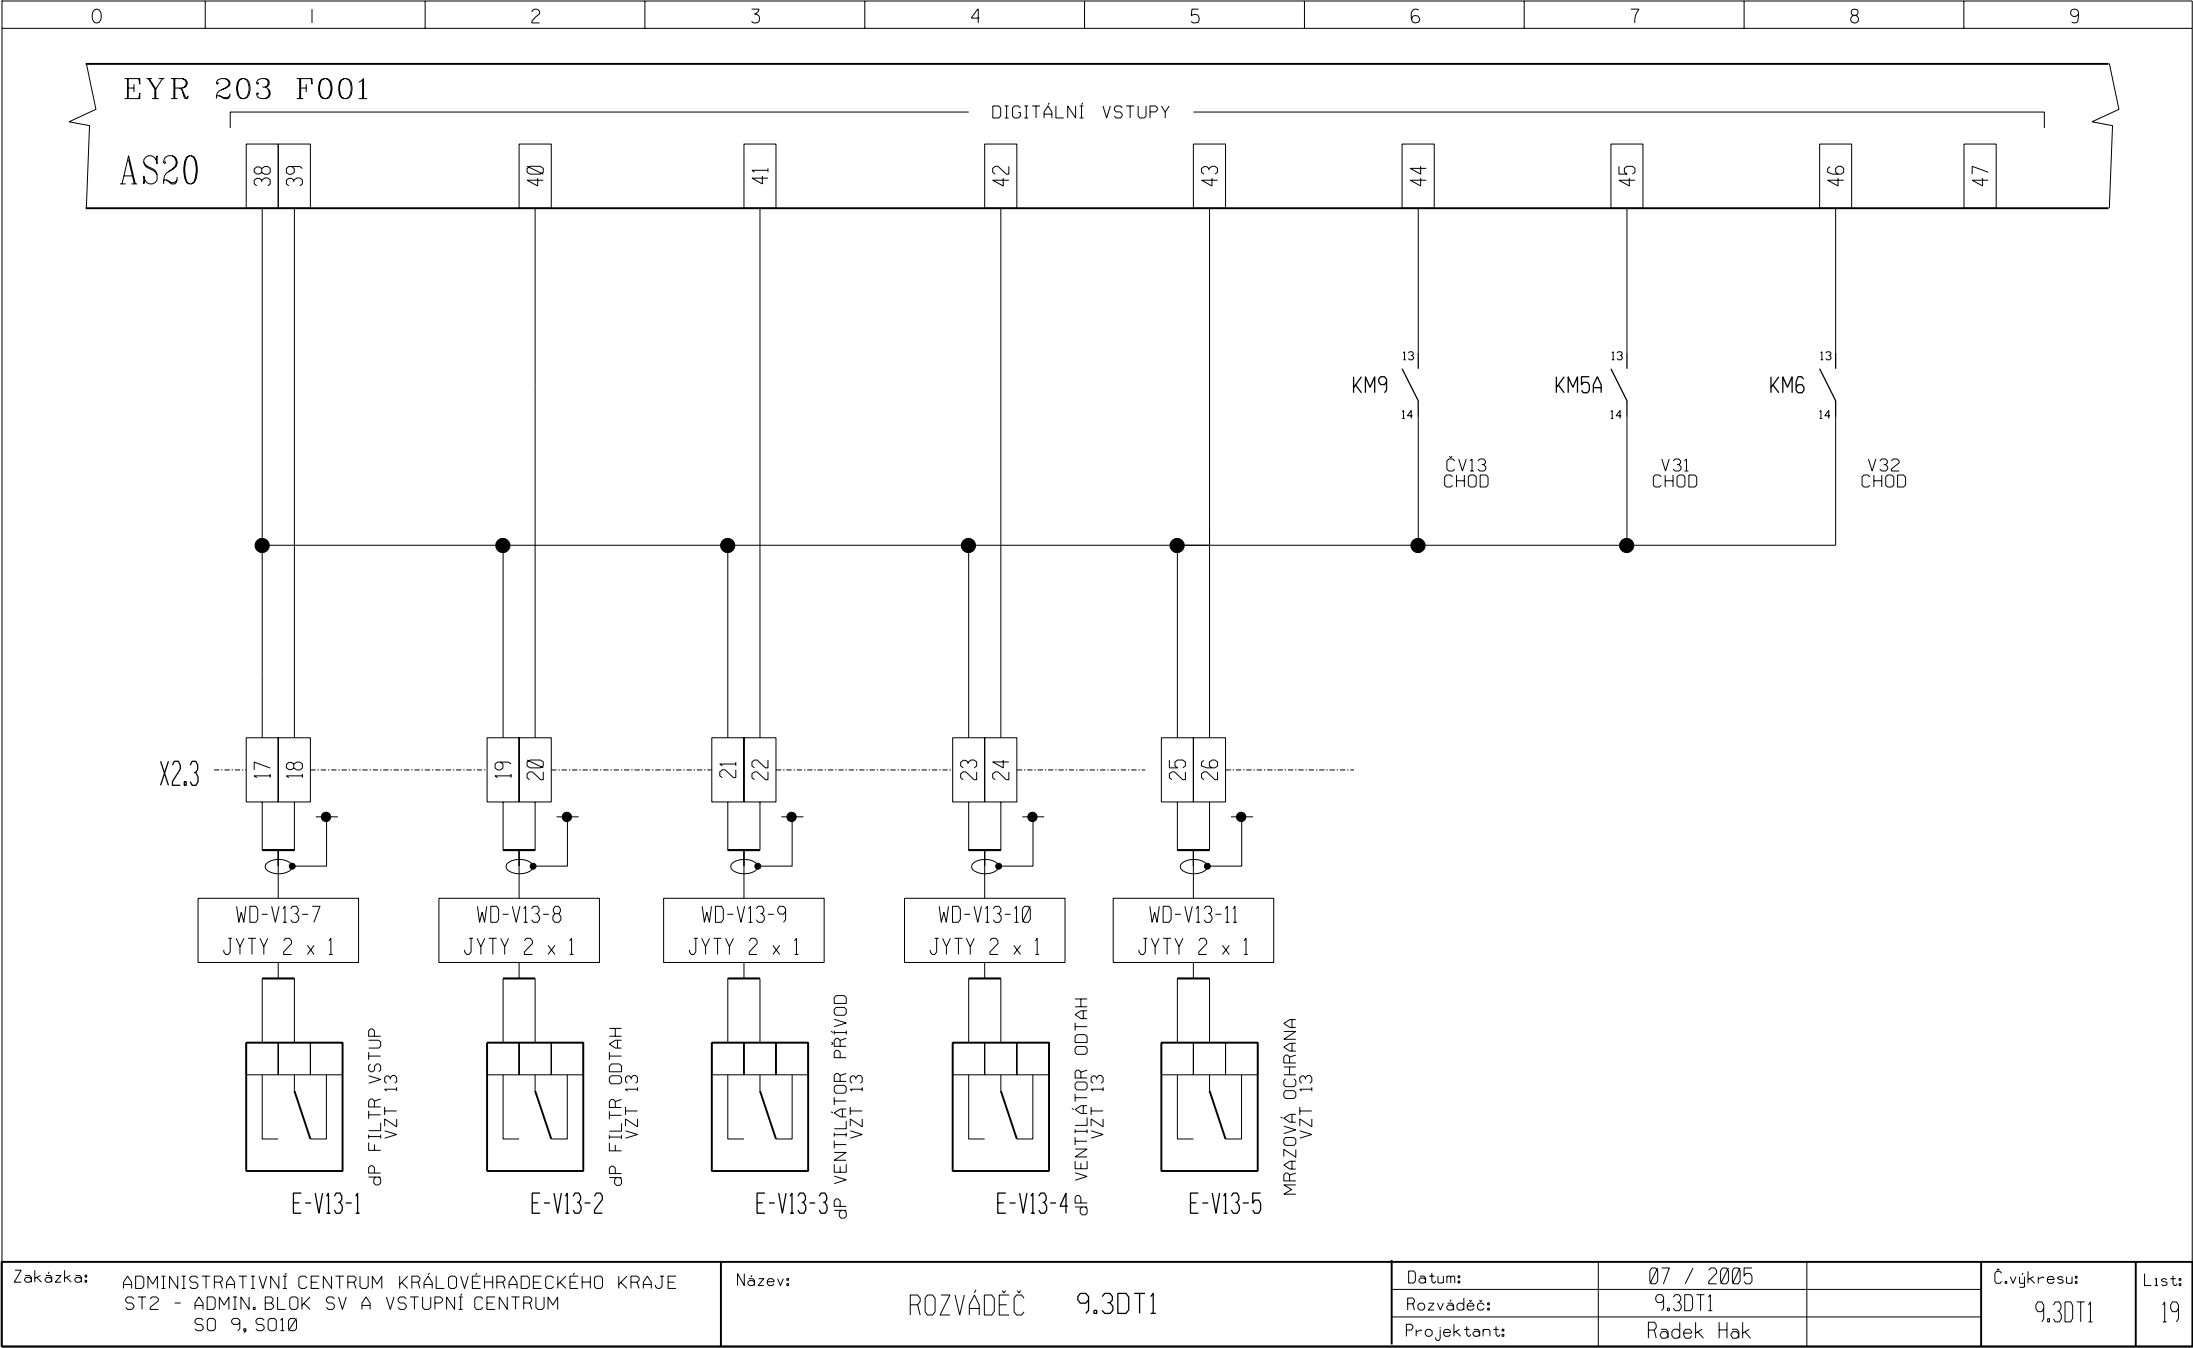 0 1 2 3 4 5 6 7 8 9
EYR 203 F001
DIGITÁLNÍ VSTUPY
AS20
38 39 40 41 42 43 44 45 46 47
13 13 13
KM9 KM5A KM6
14 14 14
ČV13 V31 V32
CHOD CHOD CHOD
X2.3 17 18 19 20 21 22 23 24 25 26
WD-V13-7 WD-V13-8 WD-V13-9 WD-V13-10 WD-V13-11
JYTY 2 x 1 JYTY 2 x 1 JYTY 2 x 1 JYTY 2 x 1 JYTY 2 x 1
dP FILTR VSTUP
VZT 13
dP FILTR ODTAH
VZT 13
dP VENTILÁTOR PŘÍVOD
VZT 13
dP VENTILÁTOR ODTAH
VZT 13
MRAZOVÁ OCHRANA
VZT 13
E-V13-1 E-V13-2 E-V13-3 E-V13-4 E-V13-5
Zakázka: ADMINISTRATIVNÍ CENTRUM KRÁLOVÉHRADECKÉHO KRAJE
ST2 - ADMIN. BLOK SV A VSTUPNÍ CENTRUM
SO 9, SO10
Název:
ROZVÁDĚČ 9.3DT1
Datum: 07 / 2005
Rozváděč: 9.3DT1
Projektant: Radek Hak
Č.výkresu:
9.3DT1
List:
19